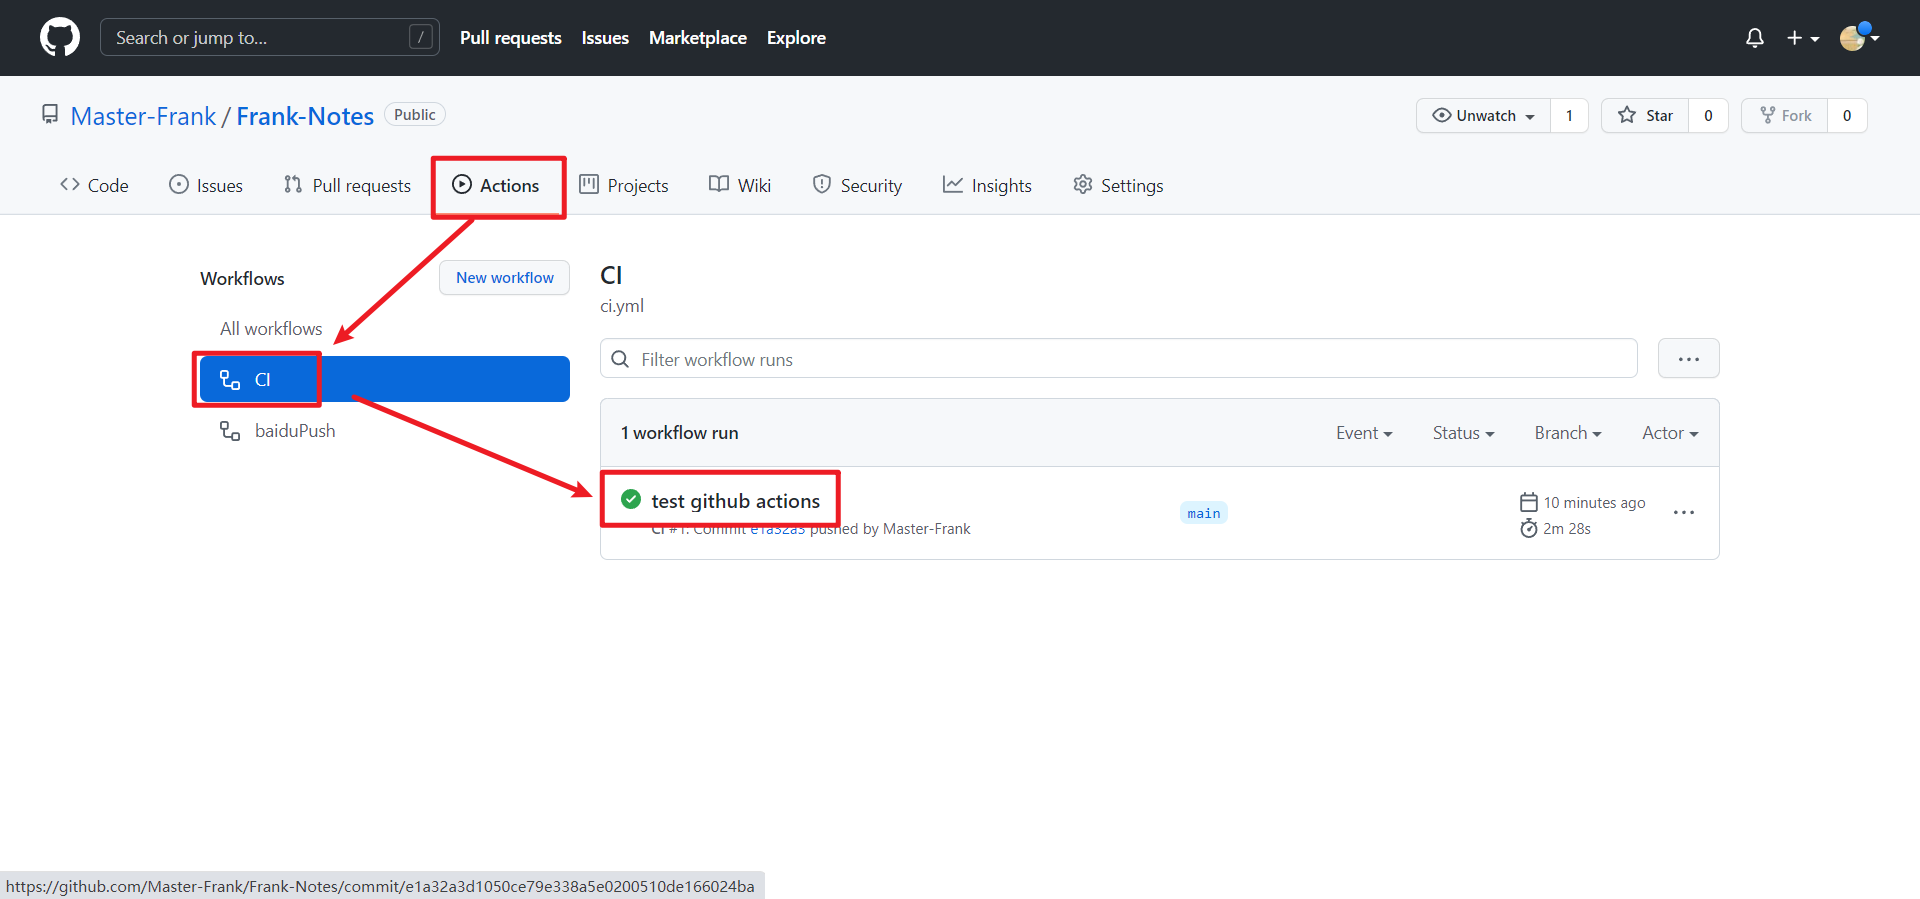 Search or jump to... / Pull requests Issues Marketplace Explore
Master-Frank / Frank-Notes Public Unwatch 1 Star 0 Fork 0
Code Issues Pull requests Actions Projects Wiki Security Insights Settings
Workflows New workflow
All workflows
CI
baiduPush
CI
ci.yml
Filter workflow runs
1 workflow run Event Status Branch Actor
test github actions
CI #1: Commit e1a32a3 pushed by Master-Frank
main
10 minutes ago
2m 28s
https://github.com/Master-Frank/Frank-Notes/commit/e1a32a3d1050ce79e338a5e0200510de166024ba